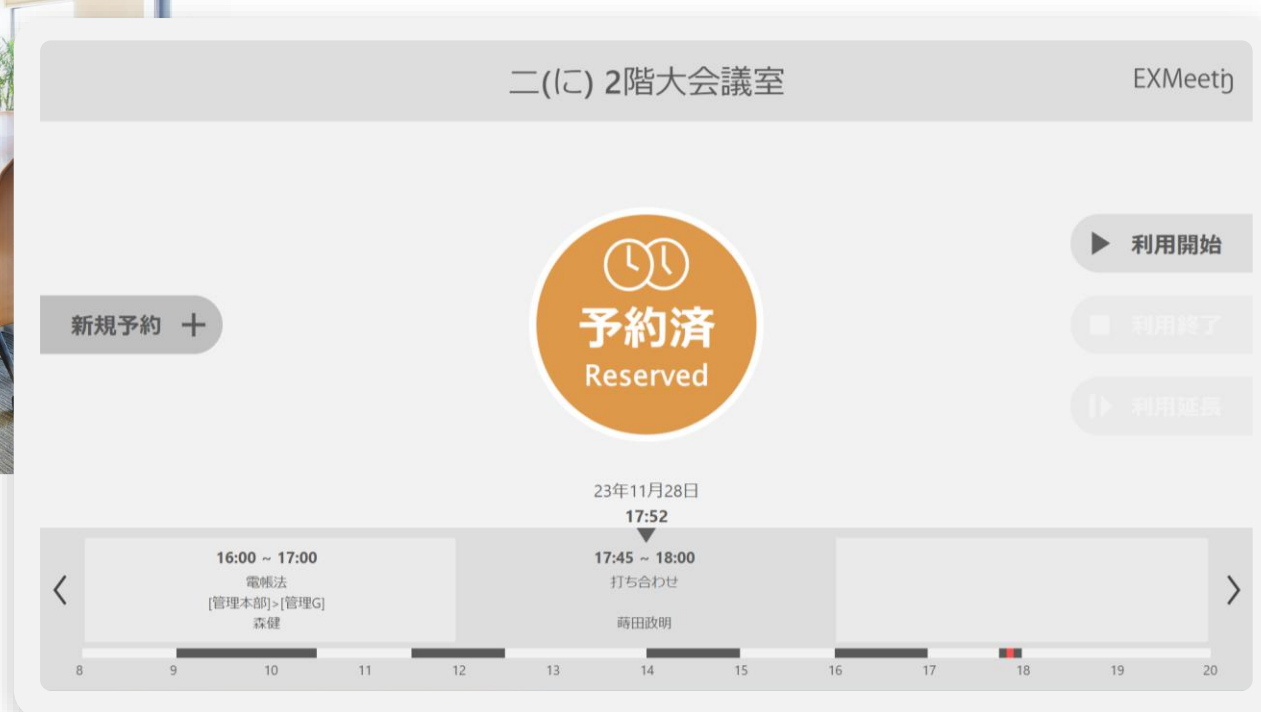 二(に) 2階大会議室
EXMeetin
予約済
Reserved
新規予約
利用開始
利用終了
利用延長
23年11月28日
17:52
16:00 ~ 17:00
電帳法
[管理本部]>[管理G]
森健
17:45 ~ 18:00
打ち合わせ
蒔田政明
8 9 10 11 12 13 14 15 16 17 18 19 20